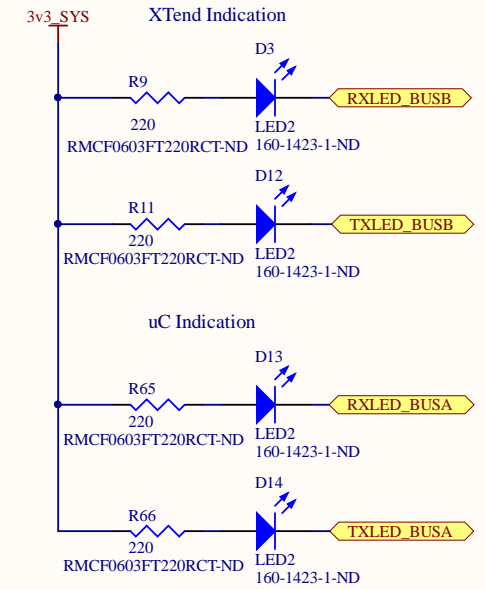 3v3_SYS
XTend Indication
D3
R9
RXLED_BUSB
220
LED2
RMCF0603FT220RCT-ND
160-1423-1-ND
D12
R11
TXLED_BUSB
220
LED2
RMCF0603FT220RCT-ND
160-1423-1-ND
uC Indication
D13
R65
RXLED_BUSA
220
LED2
RMCF0603FT220RCT-ND
160-1423-1-ND
D14
R66
TXLED_BUSA
220
LED2
RMCF0603FT220RCT-ND
160-1423-1-ND